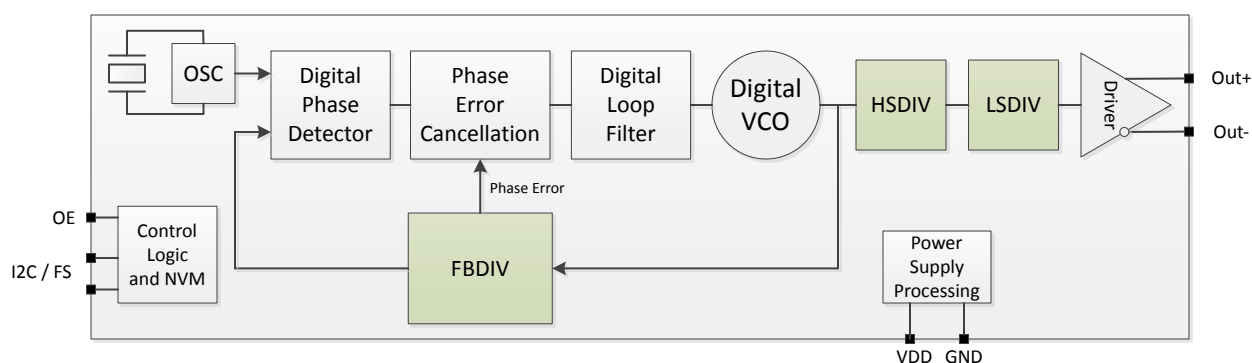 OSC
Digital
Phase
Detector
Phase
Error
Cancellation
Digital
Loop
Filter
Digital
VCO
HSDIV
LSDIV
Driver
Out+
Out-
Phase Error
OE
I2C / FS
Control
Logic
and NVM
FBDIV
Power
Supply
Processing
VDD
GND